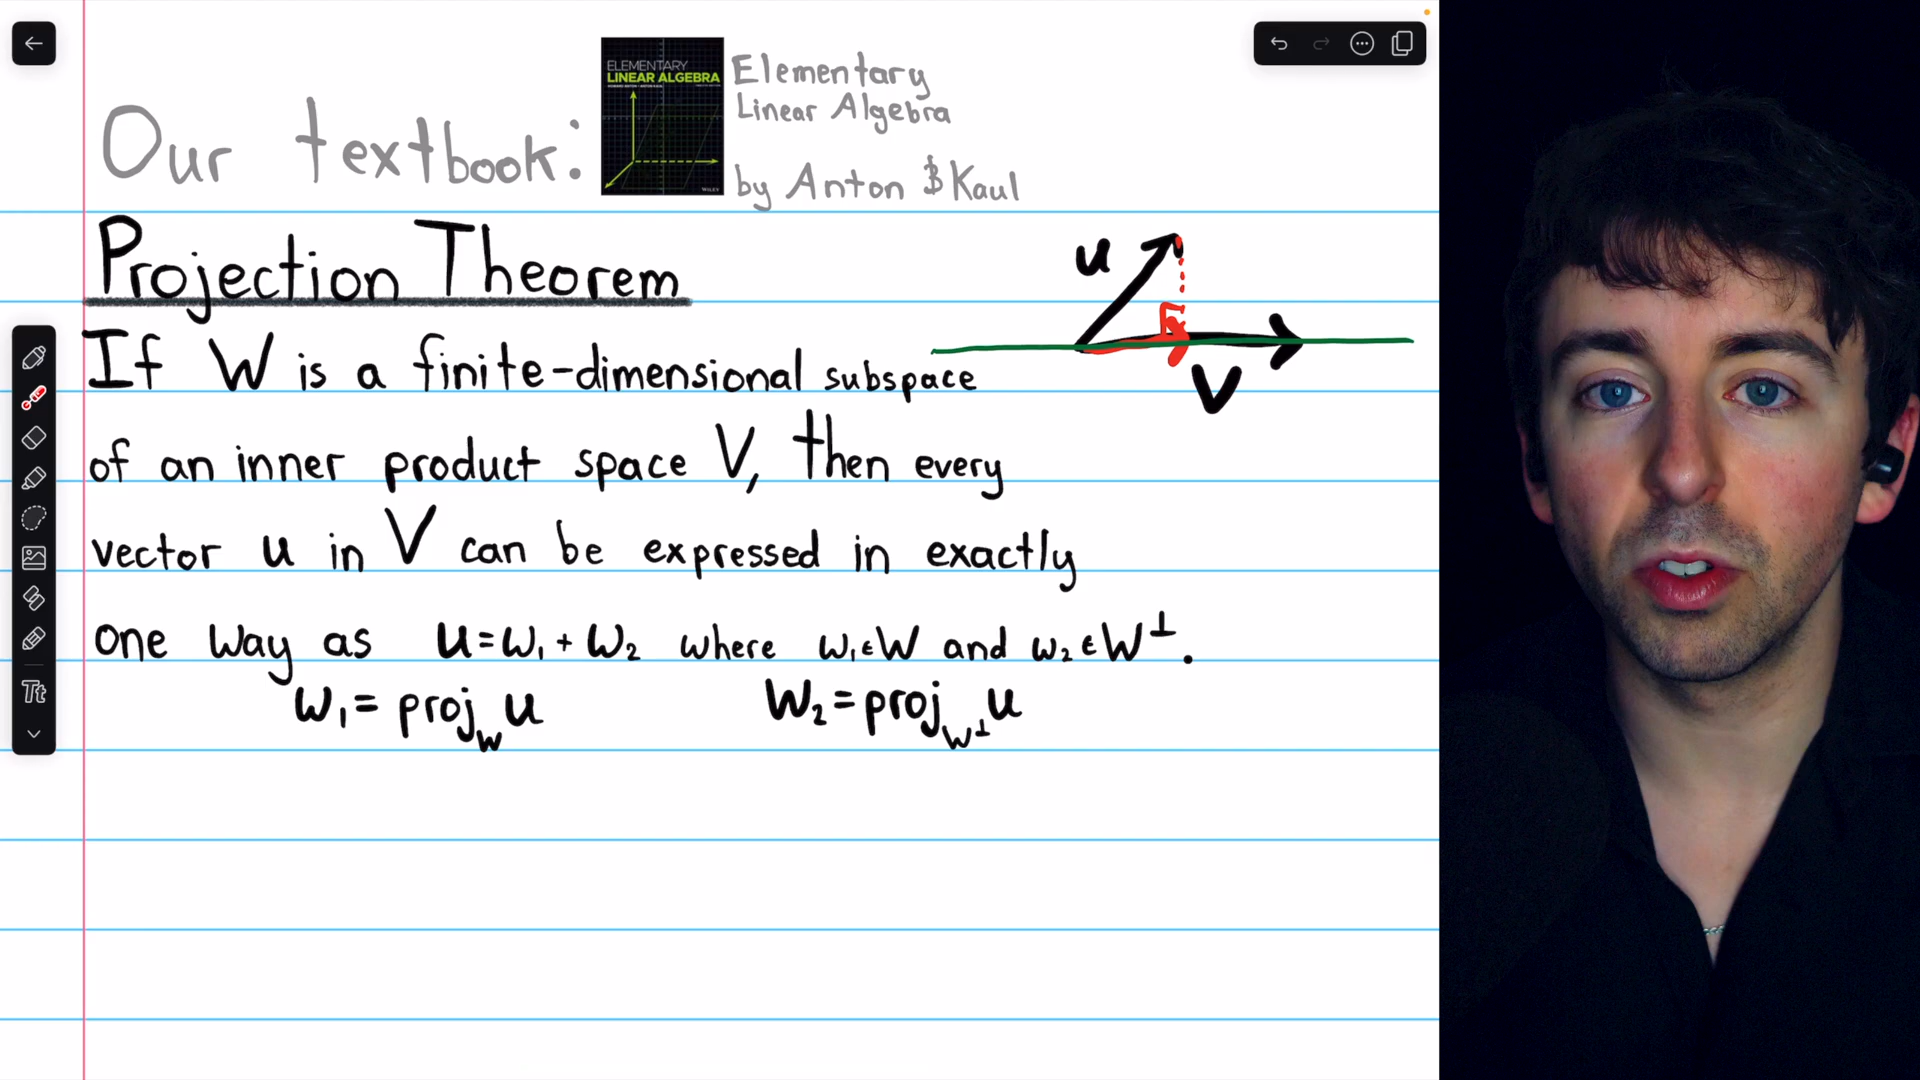 Our textbook:
ELEMENTARY
LINEAR ALGEBRA
WILEY
Elementary
Linear Algebra
by Anton & Kaul
Projection Theorem
u
v
If W is a finite-dimensional subspace
of an inner product space V, then every
vector u in V can be expressed in exactly
one way as u=w₁+w₂ where w₁∈W and w₂∈W⊥.
w₁= proj_W u
w₂=proj_W⊥ u
Tt